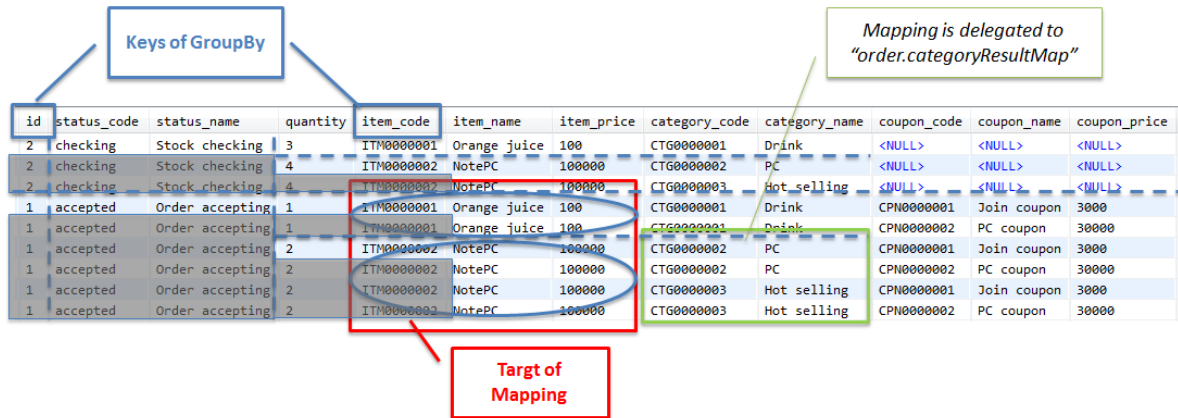 Keys of GroupBy
Mapping is delegated to
“order.categoryResultMap”
id status_code status_name quantity item_code item_name item_price category_code category_name coupon_code coupon_name coupon_price
2 checking Stock checking 3 ITM0000001 Orange juice 100 CTG0000001 Drink <NULL> <NULL> <NULL>
2 checking Stock checking 4 ITM0000002 NotePC 100000 CTG0000002 PC <NULL> <NULL> <NULL>
2 checking Stock checking 4 ITM0000002 NotePC 100000 CTG0000003 Hot selling <NULL> <NULL> <NULL>
1 accepted Order accepting 1 ITM0000001 Orange juice 100 CTG0000001 Drink CPN0000001 Join coupon 3000
1 accepted Order accepting 1 ITM0000001 Orange juice 100 CTG0000001 Drink CPN0000002 PC coupon 30000
1 accepted Order accepting 2 ITM0000002 NotePC 100000 CTG0000002 PC CPN0000001 Join coupon 3000
1 accepted Order accepting 2 ITM0000002 NotePC 100000 CTG0000002 PC CPN0000002 PC coupon 30000
1 accepted Order accepting 2 ITM0000002 NotePC 100000 CTG0000003 Hot selling CPN0000001 Join coupon 3000
1 accepted Order accepting 2 ITM0000002 NotePC 100000 CTG0000003 Hot selling CPN0000002 PC coupon 30000
Targt of
Mapping